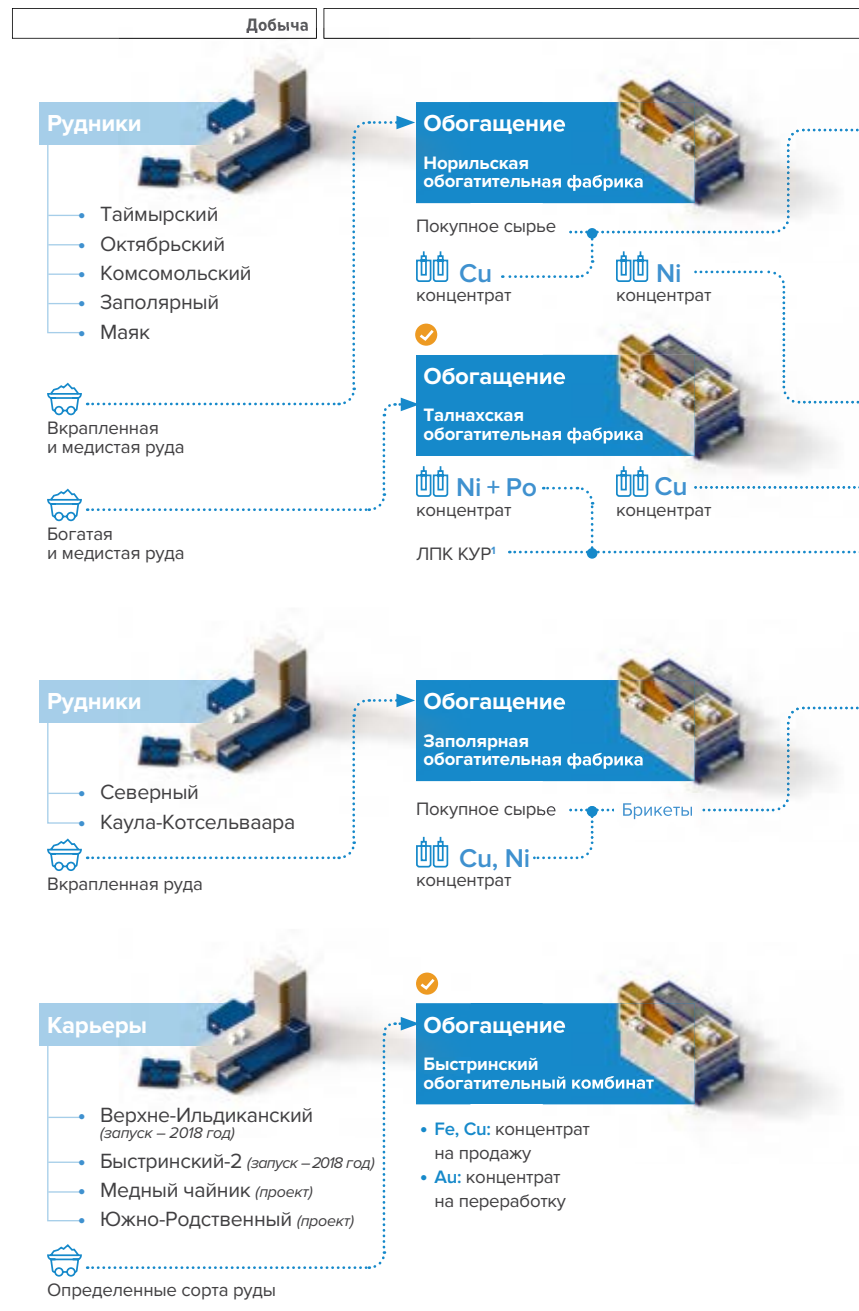 Добыча
Рудники
Таймырский
Октябрьский
Комсомольский
Заполярный
Маяк
Вкрапленная
и медистая руда
Богатая
и медистая руда
Обогащение
Норильская
обогатительная фабрика
Покупное сырье
Cu
концентрат
Ni
концентрат
Обогащение
Талнахская
обогатительная фабрика
Ni + Po
концентрат
Cu
концентрат
ЛПК КУР¹
Рудники
Северный
Каула-Котсельваара
Вкрапленная руда
Обогащение
Заполярная
обогатительная фабрика
Покупное сырье
Брикеты
Cu, Ni
концентрат
Карьеры
Верхне-Ильдиканский
(запуск – 2018 год)
Быстринский-2 (запуск – 2018 год)
Медный чайник (проект)
Южно-Родственный (проект)
Определенные сорта руды
Обогащение
Быстринский
обогатительный комбинат
• Fe, Cu: концентрат
на продажу
• Au: концентрат
на переработку